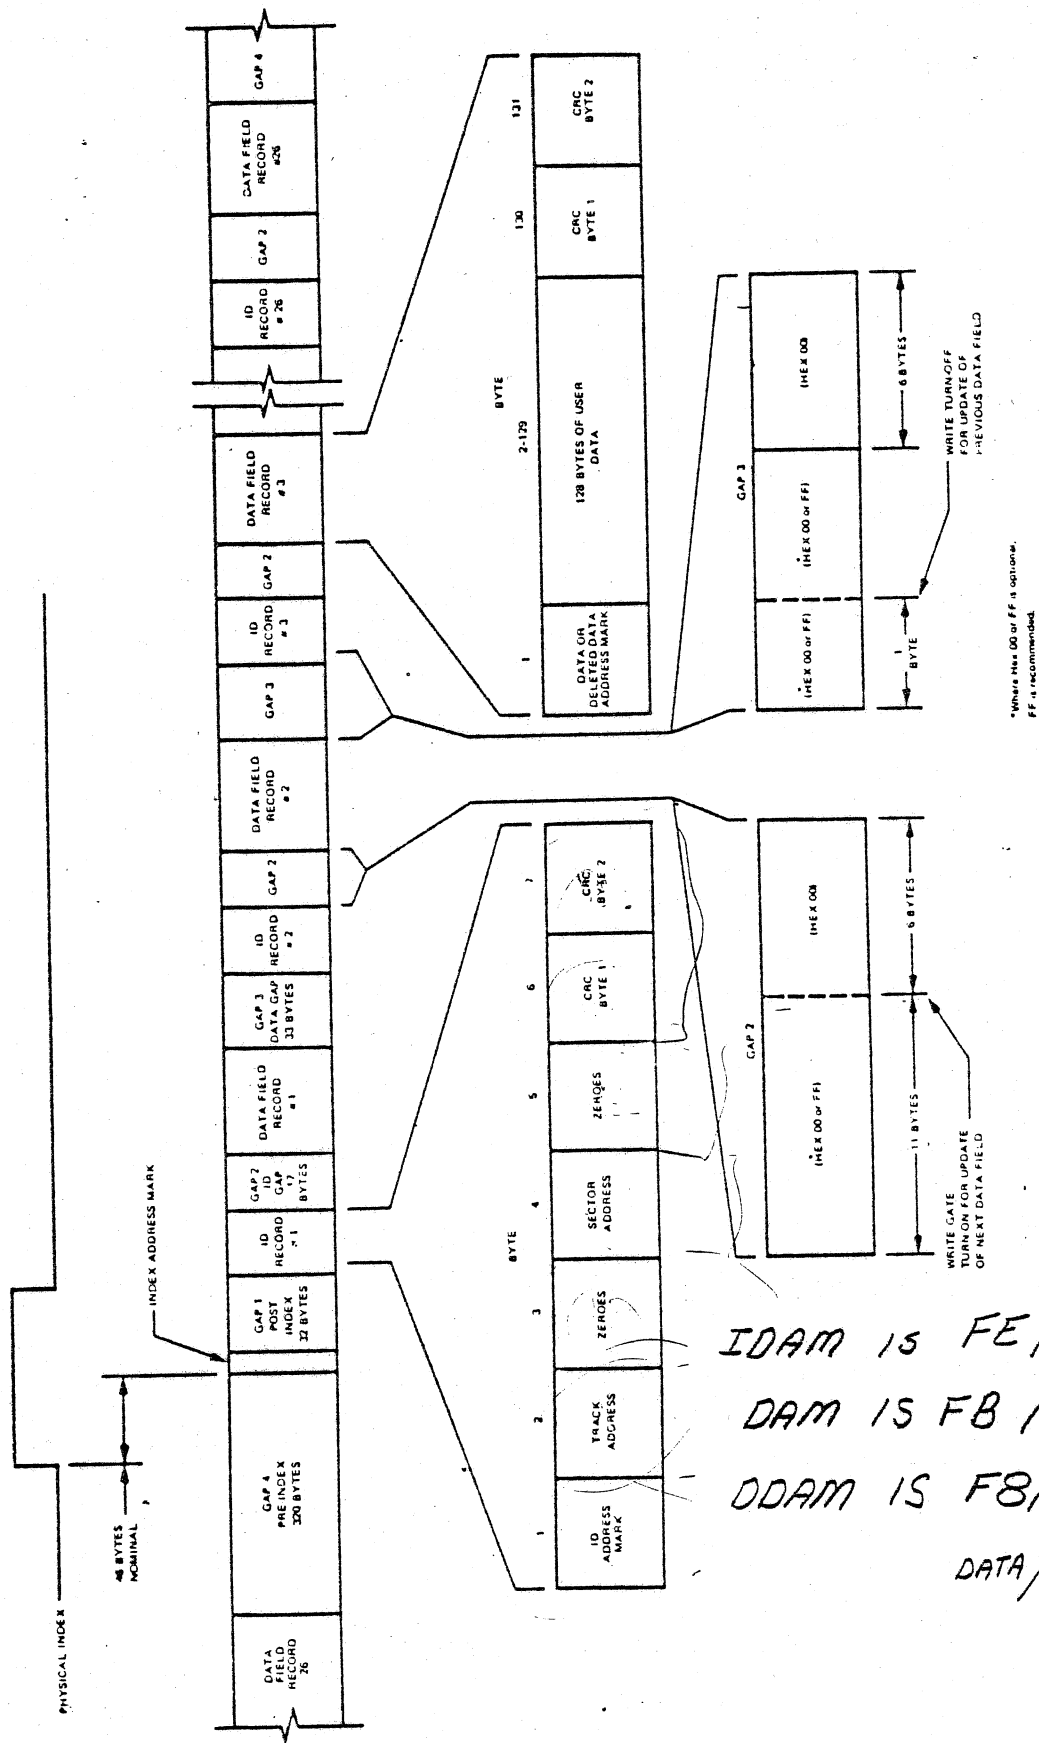 PHYSICAL INDEX
46 BYTES
NOMINAL
INDEX ADDRESS MARK
DATA
FIELD
RECORD
26
GAP 4
PRE INDEX
320 BYTES
GAP 1
POST
INDEX
32 BYTES
ID
RECORD
#1
GAP 2
ID
GAP
17
BYTES
DATA FIELD
RECORD
#1
GAP 3
DATA GAP
33 BYTES
ID
RECORD
#2
GAP 2
DATA FIELD
RECORD
#2
GAP 3
ID
RECORD
#3
GAP 2
DATA FIELD
RECORD
#3
ID
RECORD
#26
GAP 2
DATA FIELD
RECORD
#26
GAP 4
BYTE
1
2
3
4
5
6
7
ID
ADDRESS
MARK
TRACK
ADDRESS
ZEROES
SECTOR
ADDRESS
ZEROES
CRC
BYTE 1
CRC
BYTE 2
BYTE
1
2-129
130
131
DATA OR
DELETED DATA
ADDRESS MARK
128 BYTES OF USER
DATA
CRC
BYTE 1
CRC
BYTE 2
GAP 2
*
(HEX 00 or FF)
(HEX 00)
11 BYTES
6 BYTES
WRITE GATE
TURN-ON FOR UPDATE
OF NEXT DATA FIELD
GAP 3
*
(HEX 00 or FF)
*
(HEX 00 or FF)
(HEX 00)
1
BYTE
6 BYTES
WRITE TURN-OFF
FOR UPDATE OF
PREVIOUS DATA FIELD
*Where Hex 00 or FF is optional,
FF is recommended.
IDAM IS FE,
DAM IS FB
DDAM IS F8,
DATA,